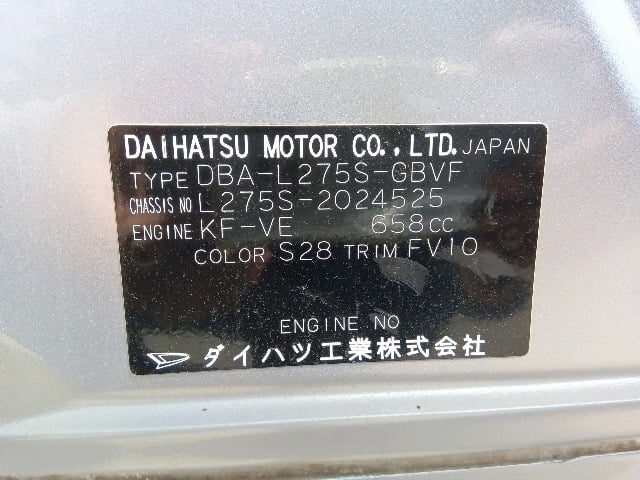 DAIHATSU MOTOR CO.,LTD. JAPAN
TYPE DBA-L275S-GBVF
CHASSIS NO L275S-2024525
ENGINE KF-VE 658cc
COLOR S28 TRIM FV10
ENGINE NO
ダイハツ工業株式会社